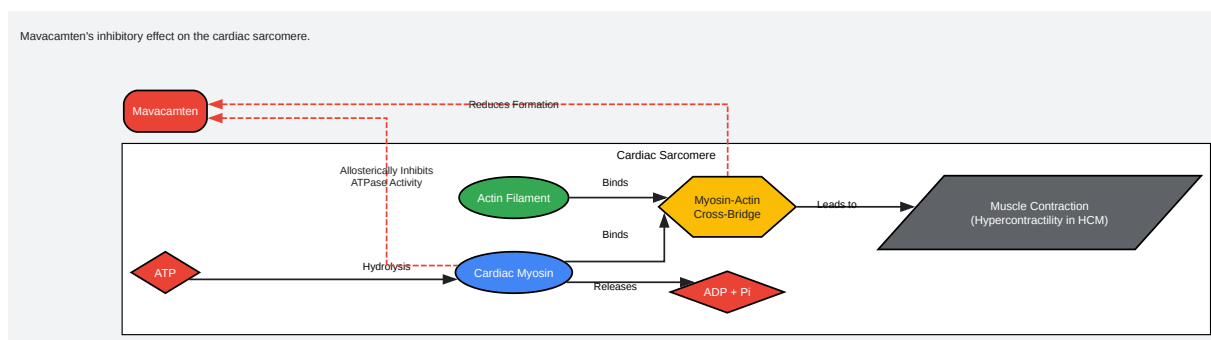 Mavacamten's inhibitory effect on the cardiac sarcomere.
Mavacamten
Reduces Formation
Cardiac Sarcomere
Allosterically Inhibits
ATPase Activity
Actin Filament
Binds
Myosin-Actin
Cross-Bridge
Leads to
Muscle Contraction
(Hypercontractility in HCM)
Binds
ATP
Hydrolysis
Cardiac Myosin
Releases
ADP + Pi